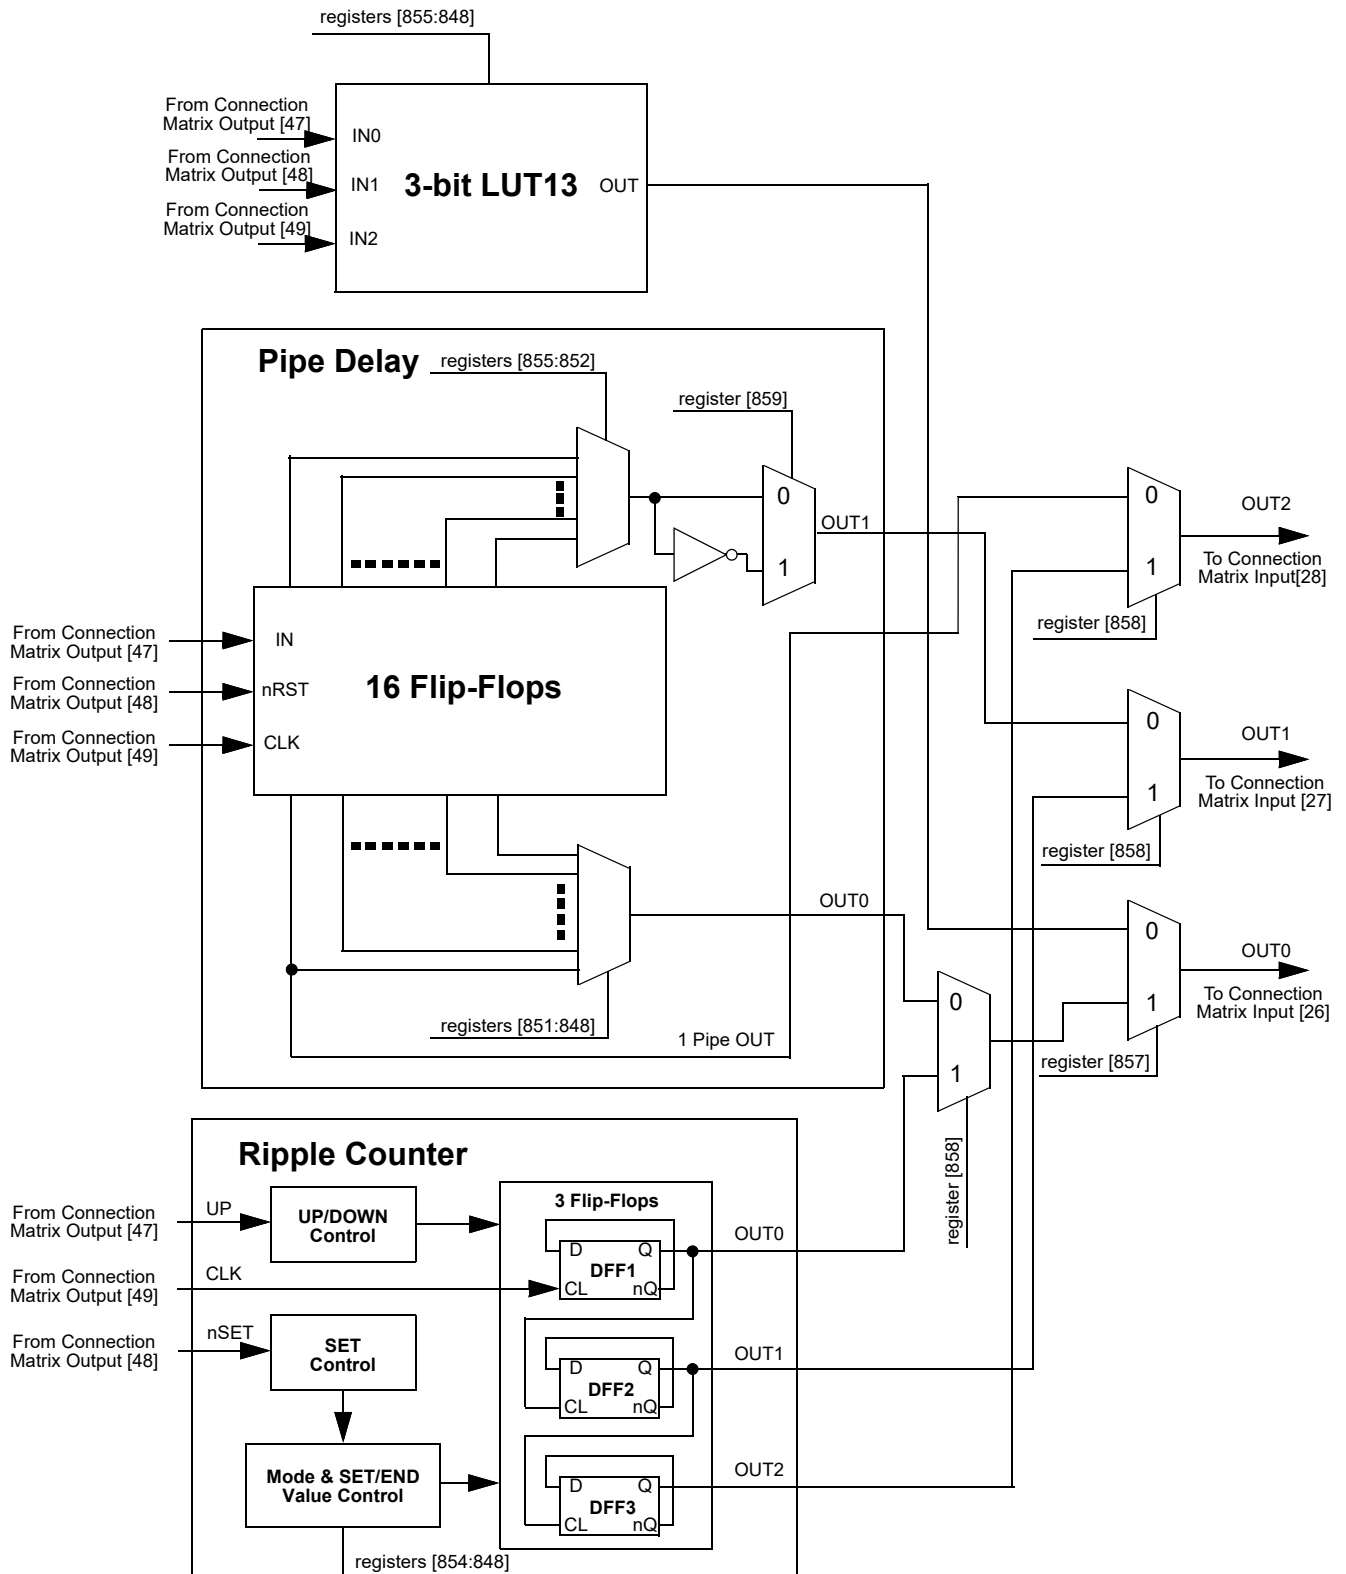 registers [855:848]
From Connection
Matrix Output [47]
IN0
From Connection
Matrix Output [48]
IN1
3-bit LUT13
OUT
From Connection
Matrix Output [49]
IN2
Pipe Delay
registers [855:852]
register [859]
0
1
OUT1
0
1
OUT2
To Connection
Matrix Input[28]
register [858]
From Connection
Matrix Output [47]
IN
From Connection
Matrix Output [48]
nRST
16 Flip-Flops
From Connection
Matrix Output [49]
CLK
0
1
OUT1
To Connection
Matrix Input [27]
register [858]
OUT0
registers [851:848]
1 Pipe OUT
0
1
register [858]
0
1
OUT0
To Connection
Matrix Input [26]
register [857]
Ripple Counter
From Connection
Matrix Output [47]
UP
UP/DOWN
Control
3 Flip-Flops
D
Q
DFF1
CL
nQ
OUT0
From Connection
Matrix Output [49]
CLK
From Connection
Matrix Output [48]
nSET
SET
Control
D
Q
DFF2
CL
nQ
OUT1
Mode & SET/END
Value Control
D
Q
DFF3
CL
nQ
OUT2
registers [854:848]